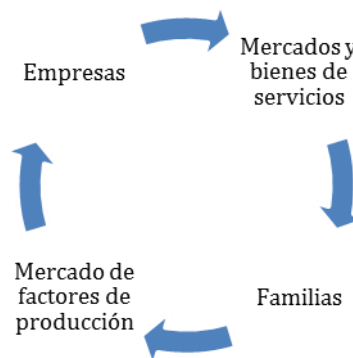 Empresas
Mercados y
bienes de
servicios
Familias
Mercado de
factores de
producción